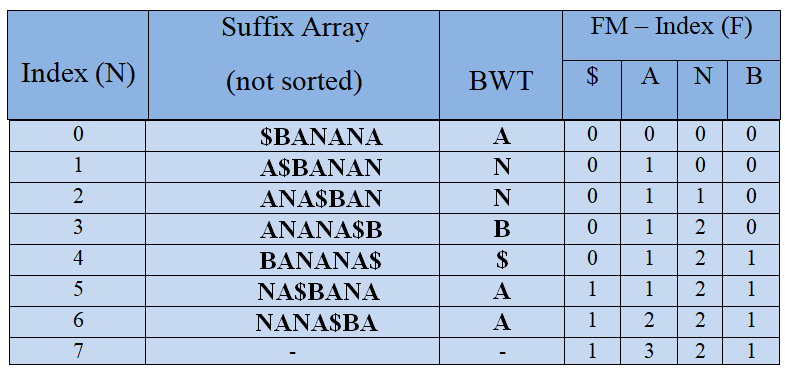 Index (N) Suffix Array (not sorted) BWT FM – Index (F)
$ A N B
0 $BANANA A 0 0 0 0
1 A$BANAN N 0 1 0 0
2 ANA$BAN N 0 1 1 0
3 ANANA$B B 0 1 2 0
4 BANANA$ $ 0 1 2 1
5 NA$BANA A 1 1 2 1
6 NANA$BA A 1 2 2 1
7 - - 1 3 2 1